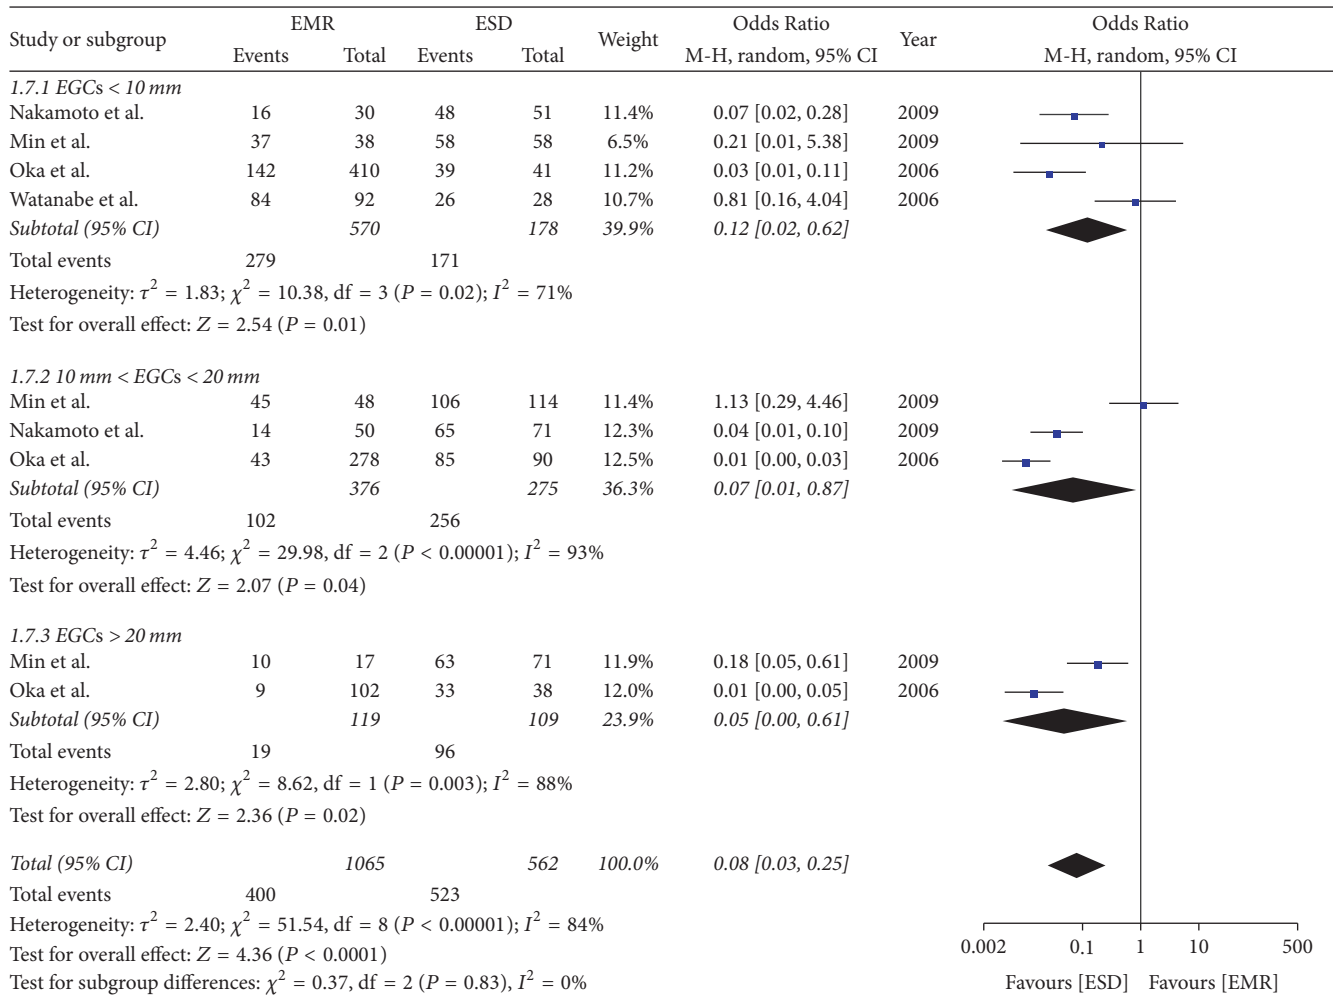 Study or subgroup EMR ESD Weight Odds Ratio Year Odds Ratio
Events Total Events Total M-H, random, 95% CI M-H, random, 95% CI
1.7.1 EGCs < 10 mm
Nakamoto et al. 16 30 48 51 11.4% 0.07 [0.02, 0.28] 2009
Min et al. 37 38 58 58 6.5% 0.21 [0.01, 5.38] 2009
Oka et al. 142 410 39 41 11.2% 0.03 [0.01, 0.11] 2006
Watanabe et al. 84 92 26 28 10.7% 0.81 [0.16, 4.04] 2006
Subtotal (95% CI) 570 178 39.9% 0.12 [0.02, 0.62]
Total events 279 171
Heterogeneity: τ² = 1.83; χ² = 10.38, df = 3 (P = 0.02); I² = 71%
Test for overall effect: Z = 2.54 (P = 0.01)
1.7.2 10 mm < EGCs < 20 mm
Min et al. 45 48 106 114 11.4% 1.13 [0.29, 4.46] 2009
Nakamoto et al. 14 50 65 71 12.3% 0.04 [0.01, 0.10] 2009
Oka et al. 43 278 85 90 12.5% 0.01 [0.00, 0.03] 2006
Subtotal (95% CI) 376 275 36.3% 0.07 [0.01, 0.87]
Total events 102 256
Heterogeneity: τ² = 4.46; χ² = 29.98, df = 2 (P < 0.00001); I² = 93%
Test for overall effect: Z = 2.07 (P = 0.04)
1.7.3 EGCs > 20 mm
Min et al. 10 17 63 71 11.9% 0.18 [0.05, 0.61] 2009
Oka et al. 9 102 33 38 12.0% 0.01 [0.00, 0.05] 2006
Subtotal (95% CI) 119 109 23.9% 0.05 [0.00, 0.61]
Total events 19 96
Heterogeneity: τ² = 2.80; χ² = 8.62, df = 1 (P = 0.003); I² = 88%
Test for overall effect: Z = 2.36 (P = 0.02)
Total (95% CI) 1065 562 100.0% 0.08 [0.03, 0.25]
Total events 400 523
Heterogeneity: τ² = 2.40; χ² = 51.54, df = 8 (P < 0.00001); I² = 84%
Test for overall effect: Z = 4.36 (P < 0.0001)
Test for subgroup differences: χ² = 0.37, df = 2 (P = 0.83), I² = 0%
0.002 0.1 1 10 500
Favours [ESD] Favours [EMR]